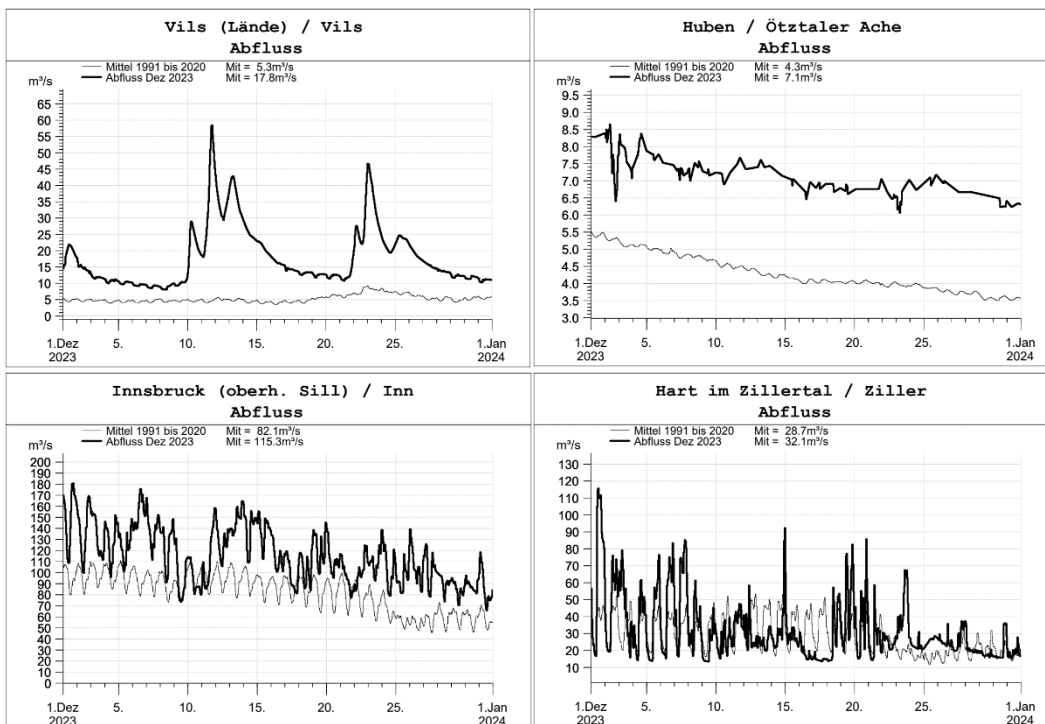 Vils (Lände) / Vils
Abfluss
Mittel 1991 bis 2020 Mit = 5.3m³/s
Abfluss Dez 2023 Mit = 17.8m³/s
m³/s
65
60
55
50
45
40
35
30
25
20
15
10
5
0
1.Dez 5. 10. 15. 20. 25. 1.Jan
2023 2024
Huben / Ötztaler Ache
Abfluss
Mittel 1991 bis 2020 Mit = 4.3m³/s
Abfluss Dez 2023 Mit = 7.1m³/s
m³/s
9.5
9.0
8.5
8.0
7.5
7.0
6.5
6.0
5.5
5.0
4.5
4.0
3.5
3.0
1.Dez 5. 10. 15. 20. 25. 1.Jan
2023 2024
Innsbruck (oberh. Sill) / Inn
Abfluss
Mittel 1991 bis 2020 Mit = 82.1m³/s
Abfluss Dez 2023 Mit = 115.3m³/s
m³/s
200
190
180
170
160
150
140
130
120
110
100
90
80
70
60
50
40
30
20
10
0
1.Dez 5. 10. 15. 20. 25. 1.Jan
2023 2024
Hart im Zillertal / Ziller
Abfluss
Mittel 1991 bis 2020 Mit = 28.7m³/s
Abfluss Dez 2023 Mit = 32.1m³/s
m³/s
130
120
110
100
90
80
70
60
50
40
30
20
10
1.Dez 5. 10. 15. 20. 25. 1.Jan
2023 2024